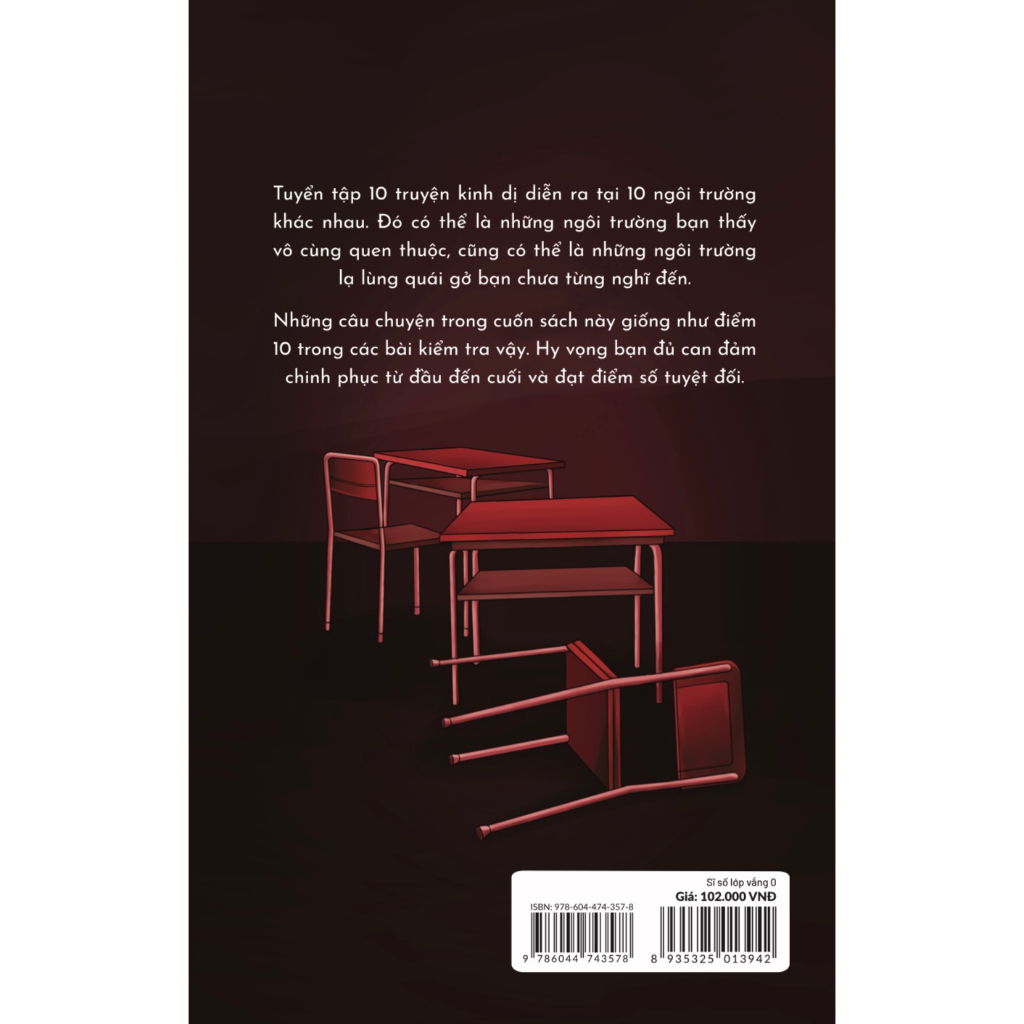 Tuyển tập 10 truyện kinh dị diễn ra tại 10 ngôi trường
khác nhau. Đó có thể là những ngôi trường bạn thấy
vô cùng quen thuộc, cũng có thể là những ngôi trường
lạ lùng quái gở bạn chưa từng nghĩ đến.
Những câu chuyện trong cuốn sách này giống như điểm
10 trong các bài kiểm tra vậy. Hy vọng bạn đủ can đảm
chinh phục từ đầu đến cuối và đạt điểm số tuyệt đối.
Sĩ số lớp vắng 0
Giá: 102.000 VNĐ
ISBN: 978-604-474-357-8
9 786044 743578
8 935325 013942